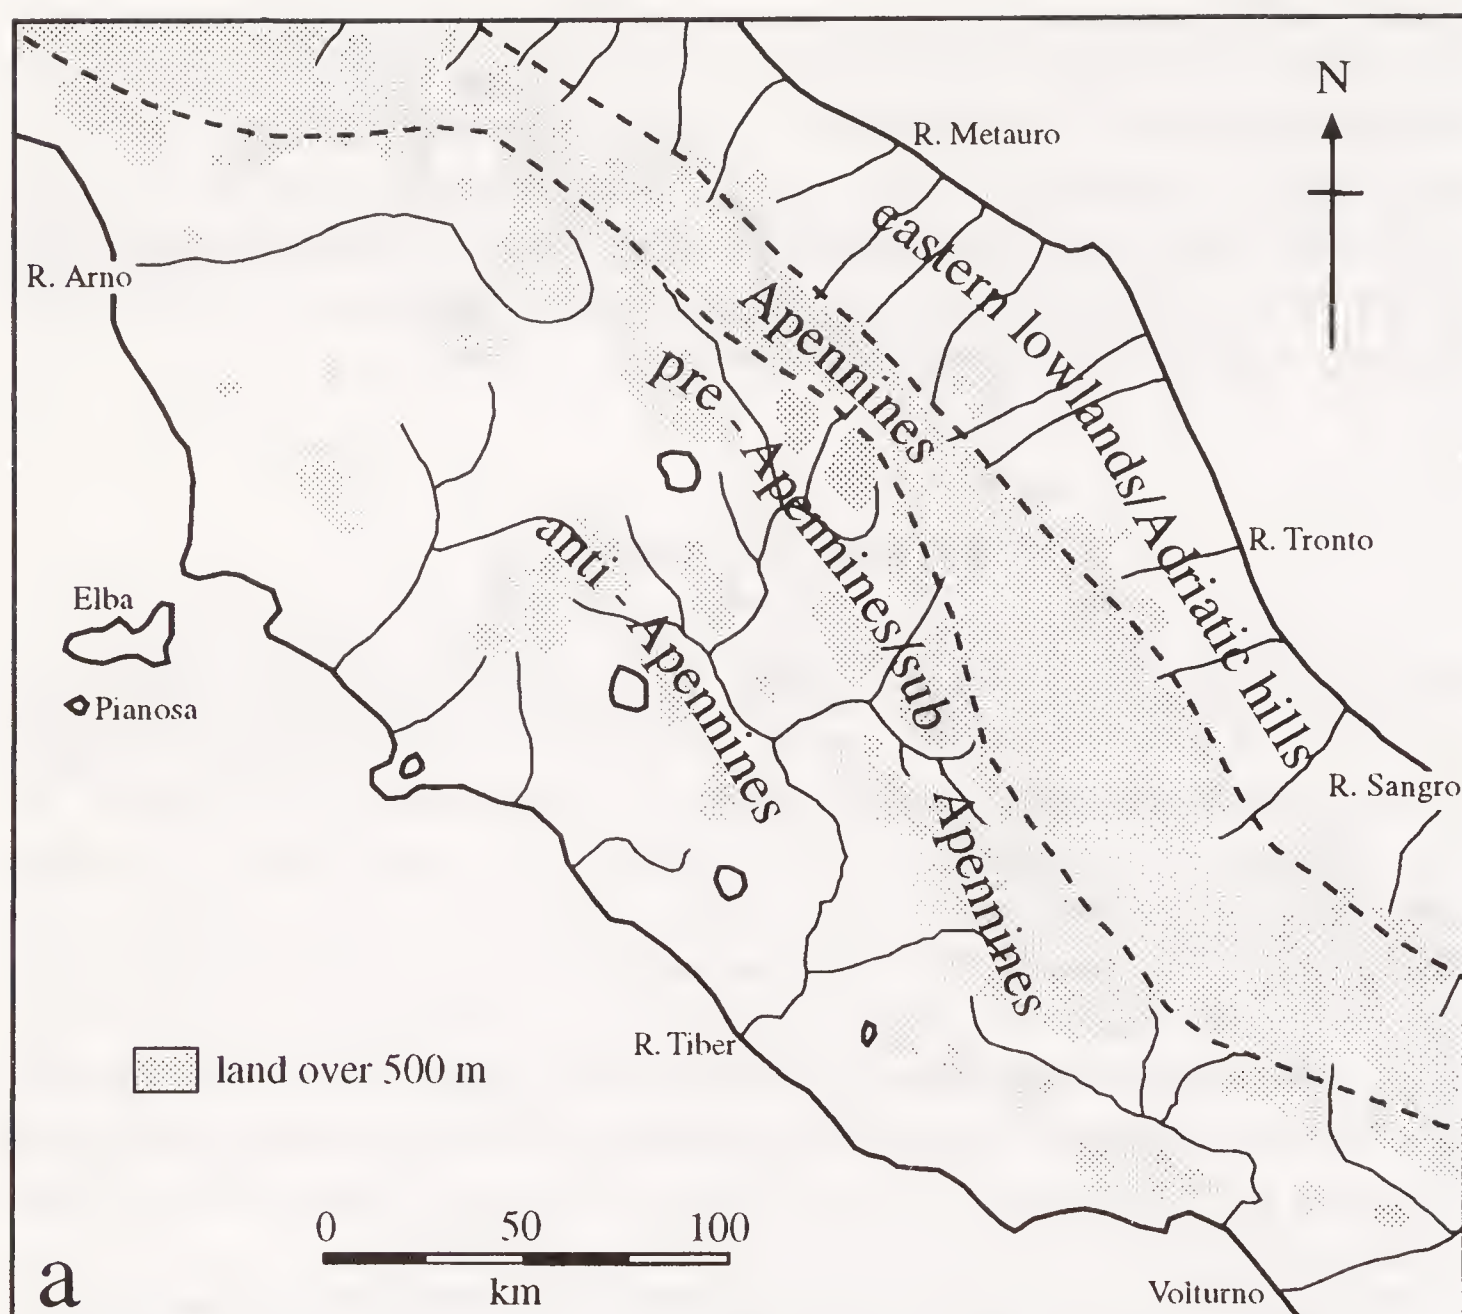 N
R. Metauro
eastern lowlands/Adriatic hills
R. Arno
Apennines
pre - Apennines/sub
Apennines
anti - Apennines
R. Tronto
Elba
Pianosa
R. Sangro
R. Tiber
land over 500 m
0 50 100
km
a
Volturno